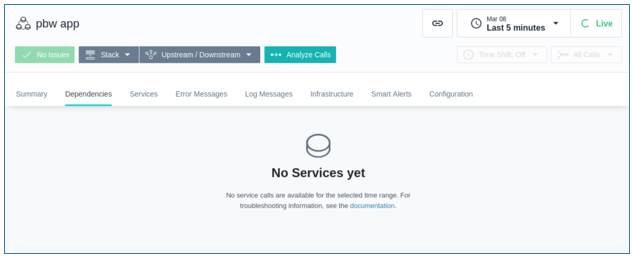 pbw app
Mar 08
Last 5 minutes
Live
No Issues
Stack
Upstream / Downstream
Analyze Calls
Time Shift: Off
All Calls
Summary
Dependencies
Services
Error Messages
Log Messages
Infrastructure
Smart Alerts
Configuration
No Services yet
No service calls are available for the selected time range. For
troubleshooting information, see the documentation.